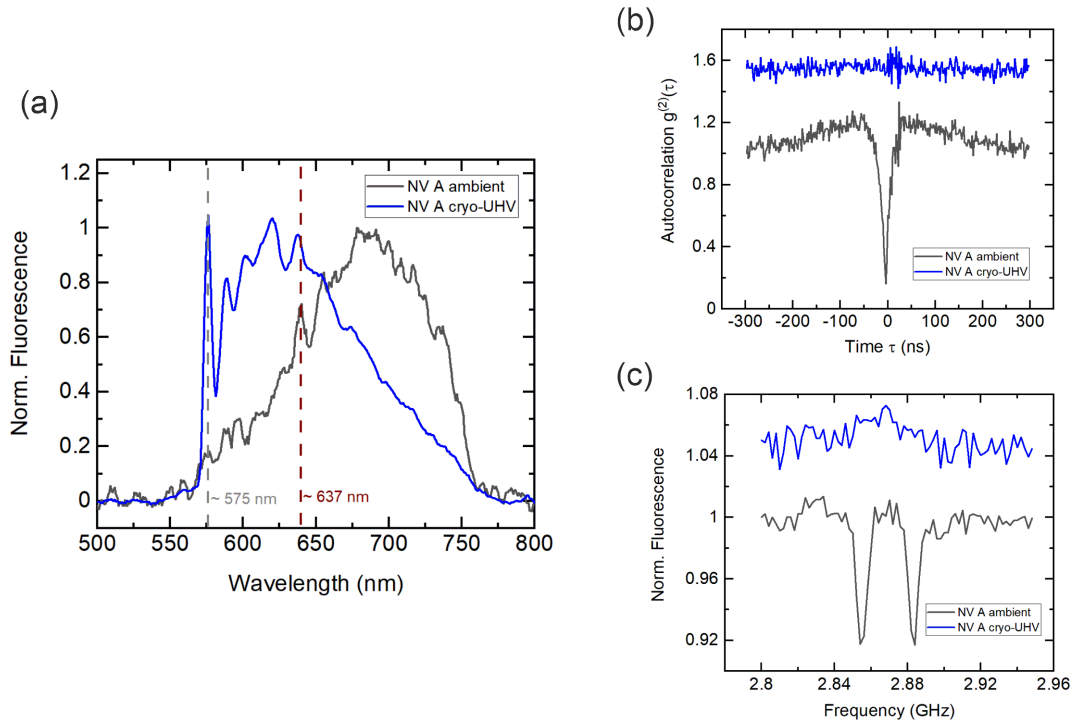 (a)
1.2
1
0.8
0.6
0.4
0.2
0
Norm. Fluorescence
NV A ambient
NV A cryo-UHV
~ 575 nm
~ 637 nm
500 550 600 650 700 750 800
Wavelength (nm)
(b)
1.6
1.2
0.8
0.4
0
Autocorrelation g⁽²⁾(τ)
NV A ambient
NV A cryo-UHV
-300 -200 -100 0 100 200 300
Time τ (ns)
(c)
1.08
1.04
1
0.96
0.92
Norm. Fluorescence
NV A ambient
NV A cryo-UHV
2.8 2.84 2.88 2.92 2.96
Frequency (GHz)